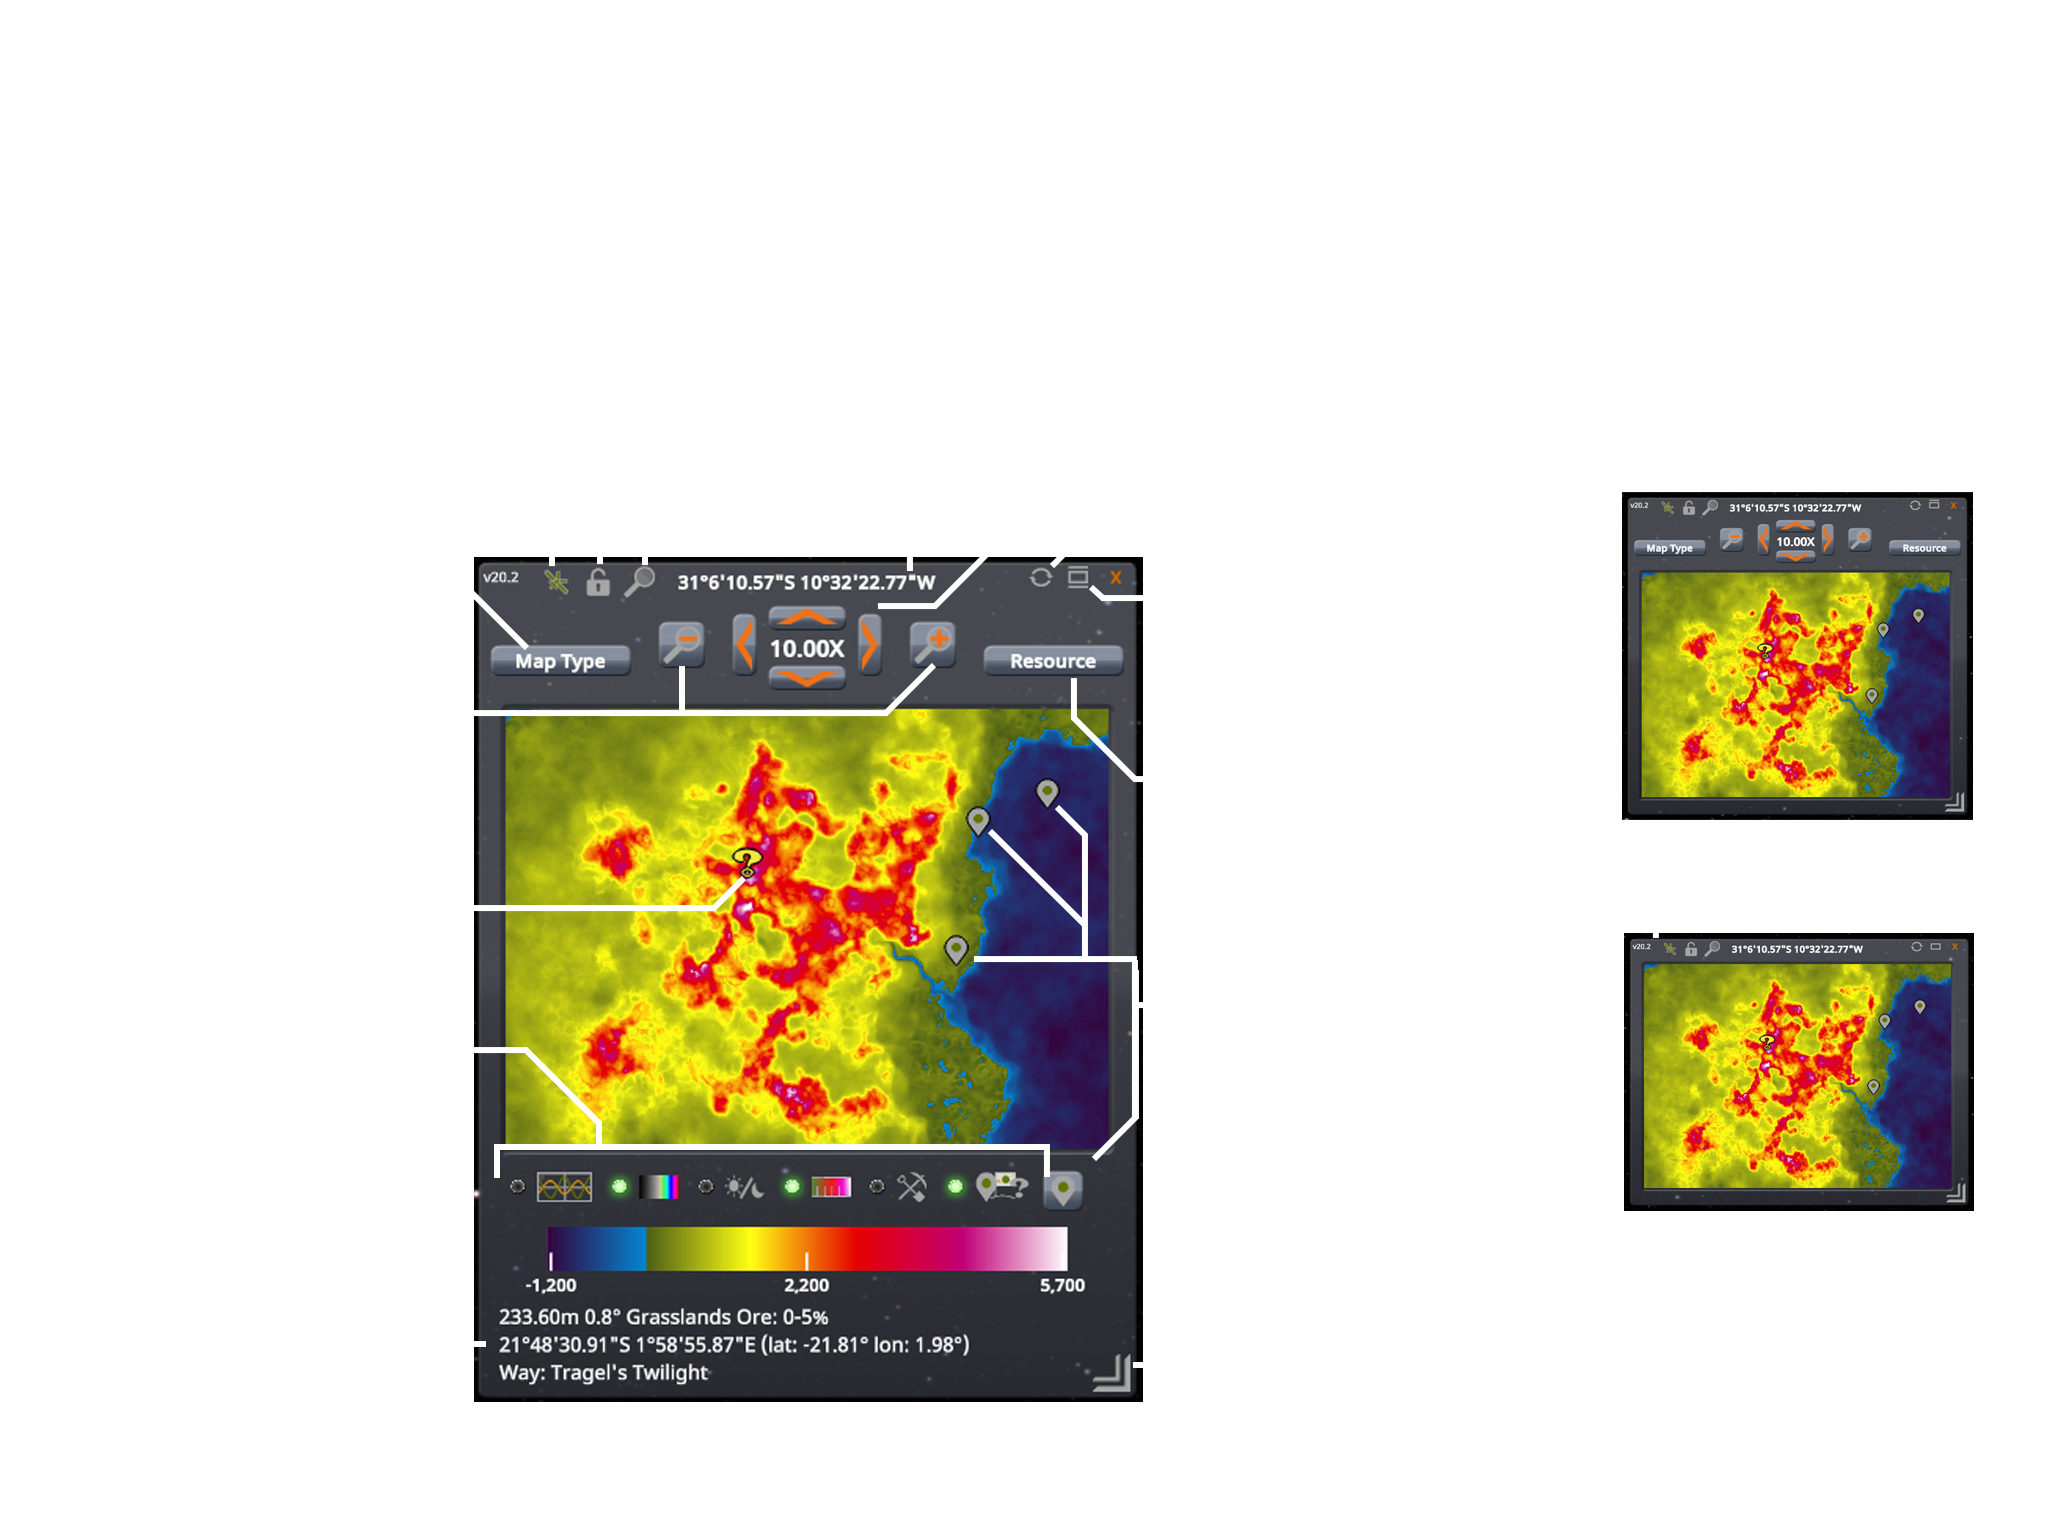 v20.2
31°6'10.57"S 10°32'22.77"W
X
Map Type
10.00X
Resource
-1,200
2,200
5,700
233.60m 0.8° Grasslands Ore: 0-5%
21°48'30.91"S 1°58'55.87"E (lat: -21.81° lon: 1.98°)
Way: Tragel's Twilight
v20.2
31°6'10.57"S 10°32'22.77"W
X
Map Type
10.00X
Resource
v20.2
31°6'10.57"S 10°32'22.77"W
X